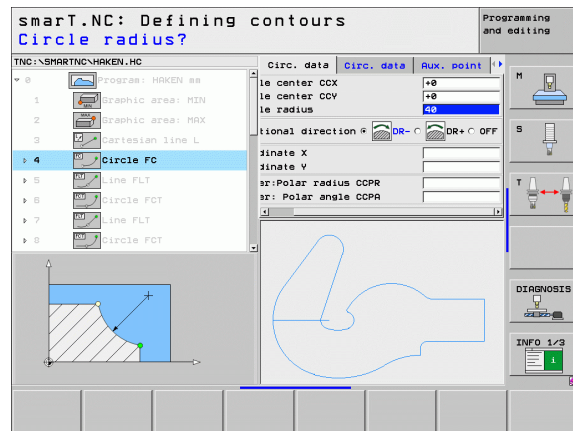 smarT.NC: Defining contours
Programming
and editing
Circle radius?
TNC:\SMARTNC\HAKEN.HC
Circ. data
Circ. data
Aux. point
0 Program: HAKEN mm
1 Graphic area: MIN
2 Graphic area: MAX
3 Cartesian line L
4 Circle FC
5 Line FLT
6 Circle FCT
7 Line FLT
8 Circle FCT
le center CCX +0
le center CCY +0
le radius 40
tional direction DR- DR+ OFF
dinate X
dinate Y
er:Polar radius CCPR
er: Polar angle CCPA
M
S
T
DIAGNOSIS
INFO 1/3